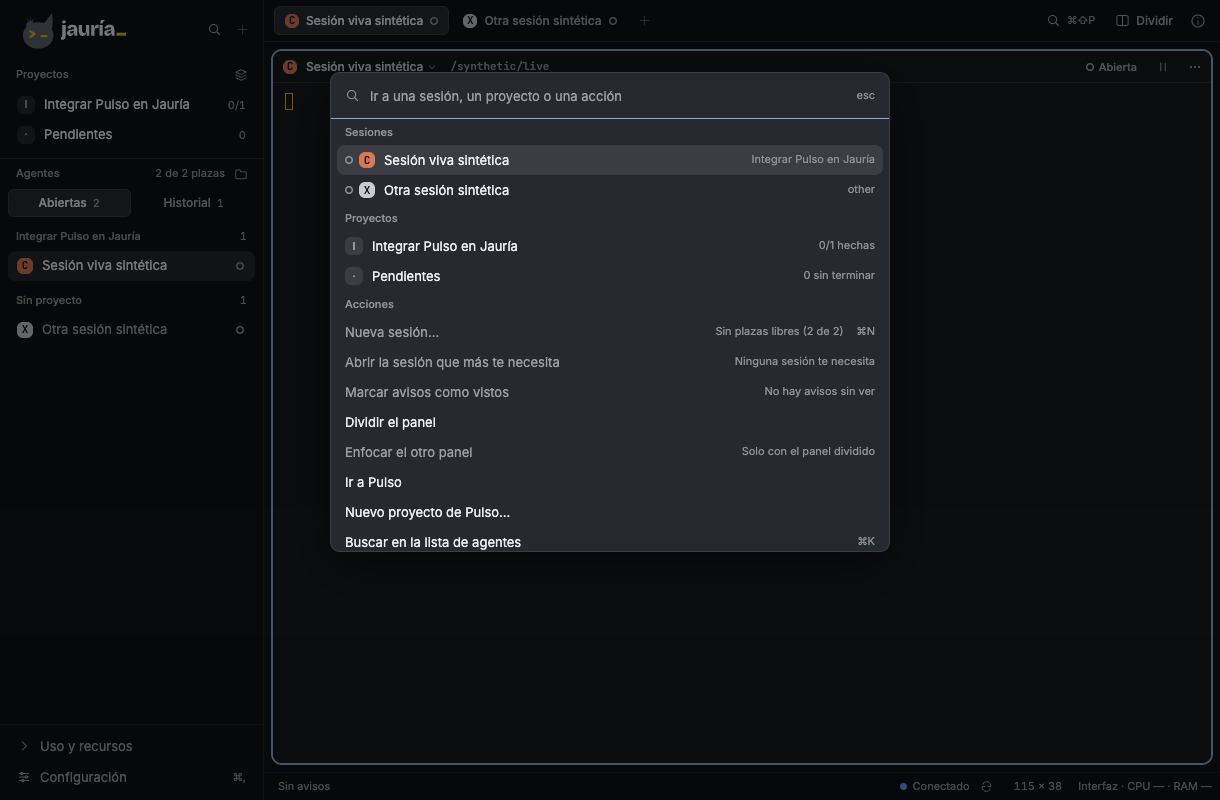 jauría_
Proyectos
I Integrar Pulso en Jauría 0/1
· Pendientes 0
Agentes 2 de 2 plazas
Abiertas 2 Historial 1
Integrar Pulso en Jauría 1
C Sesión viva sintética
Sin proyecto 1
X Otra sesión sintética
Uso y recursos
Configuración ⌘,
C Sesión viva sintética X Otra sesión sintética + ⌘⇧P Dividir
C Sesión viva sintética /synthetic/live Abierta
Ir a una sesión, un proyecto o una acción esc
Sesiones
C Sesión viva sintética Integrar Pulso en Jauría
X Otra sesión sintética other
Proyectos
I Integrar Pulso en Jauría 0/1 hechas
· Pendientes 0 sin terminar
Acciones
Nueva sesión... Sin plazas libres (2 de 2) ⌘N
Abrir la sesión que más te necesita Ninguna sesión te necesita
Marcar avisos como vistos No hay avisos sin ver
Dividir el panel
Enfocar el otro panel Solo con el panel dividido
Ir a Pulso
Nuevo proyecto de Pulso...
Buscar en la lista de agentes ⌘K
Sin avisos Conectado 115 × 38 Interfaz · CPU — · RAM —